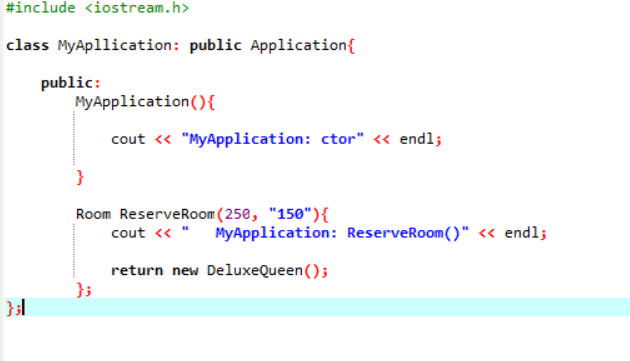 #include <iostream.h>
class MyApllication: public Application{
public:
MyApplication(){
cout << "MyApplication: ctor" << endl;
}
Room ReserveRoom(250, "150"){
cout << "   MyApplication: ReserveRoom()" << endl;
return new DeluxeQueen();
};
};